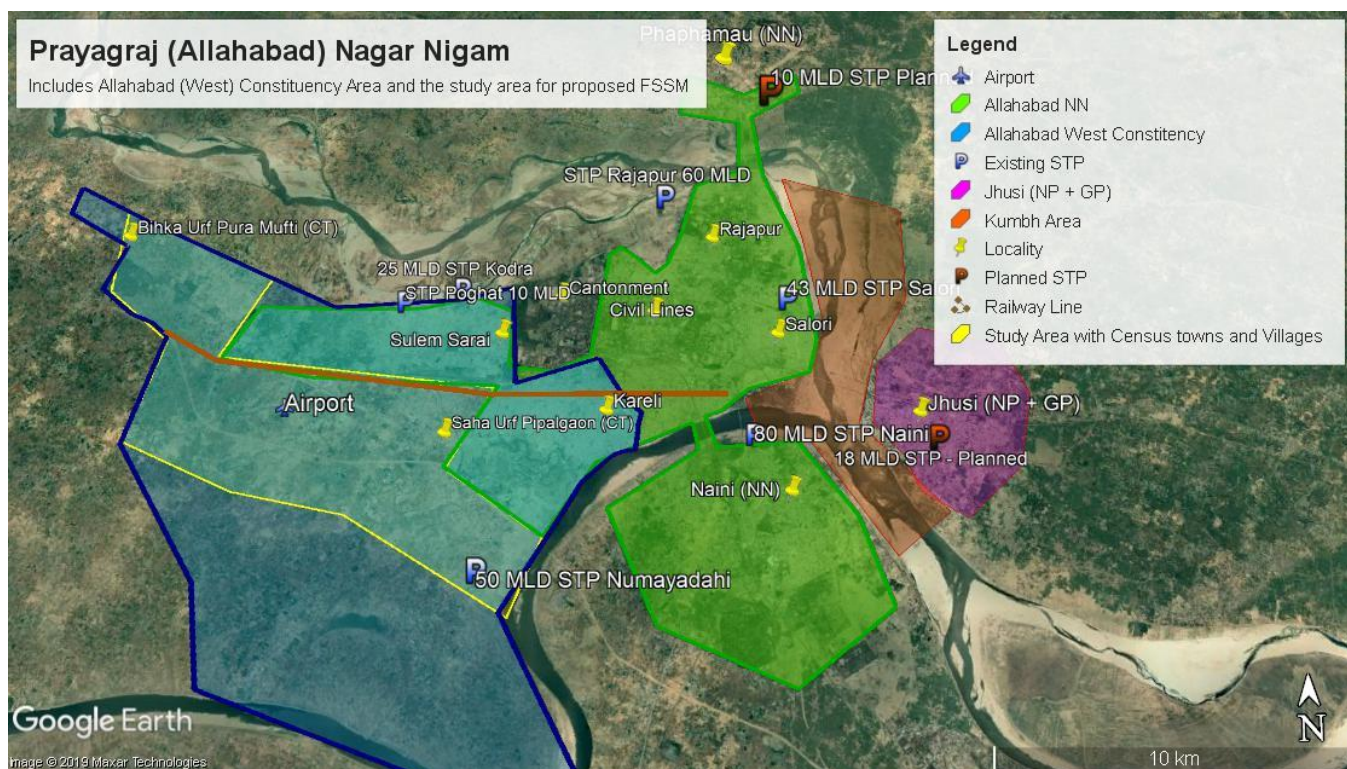 Prayagraj (Allahabad) Nagar Nigam
Includes Allahabad (West) Constituency Area and the study area for proposed FSSM
Legend
Airport
Allahabad NN
Allahabad West Constitency
Existing STP
Jhusi (NP + GP)
Kumbh Area
Locality
Planned STP
Railway Line
Study Area with Census towns and Villages
Phaphamau (NN)
10 MLD STP Planned
STP Rajapur 60 MLD
Bihka Urf Pura Mufti (CT)
Rajapur
25 MLD STP Kodra
STP Poghat 10 MLD
Cantonment
Civil Lines
43 MLD STP Salori
Sulem Sarai
Salori
Airport
Kareli
Jhusi (NP + GP)
Saha Urf Pipalgaon (CT)
80 MLD STP Naini
18 MLD STP - Planned
Naini (NN)
50 MLD STP Numayadahi
Google Earth
Image © 2019 Maxar Technologies
10 km
N